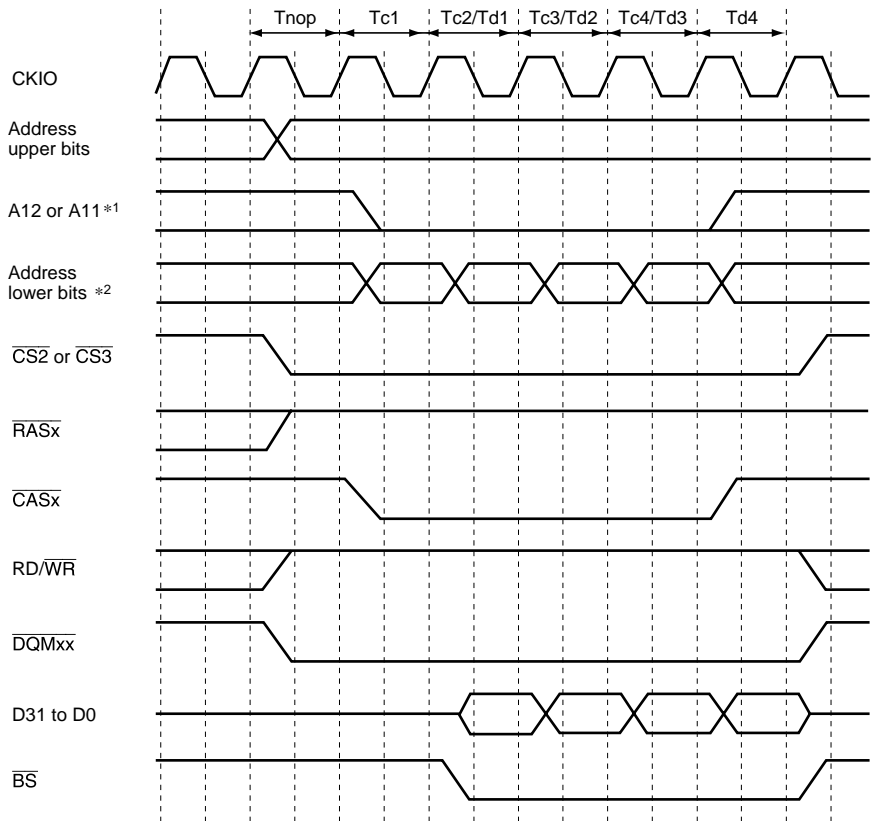 Tnop Tc1 Tc2/Td1 Tc3/Td2 Tc4/Td3 Td4
CKIO
Address
upper bits
A12 or A11*1
Address
lower bits *2
CS2 or CS3
RASx
CASx
RD/WR
DQMxx
D31 to D0
BS